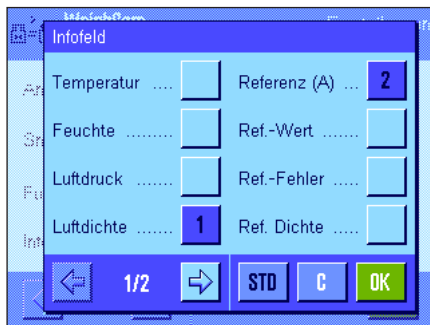 Infofeld
Temperatur ....
Referenz (A) ... 2
Feuchte .........
Ref.-Wert .......
Luftdruck .......
Ref.-Fehler .....
Luftdichte ...... 1
Ref. Dichte .....
1/2
STD
C
OK